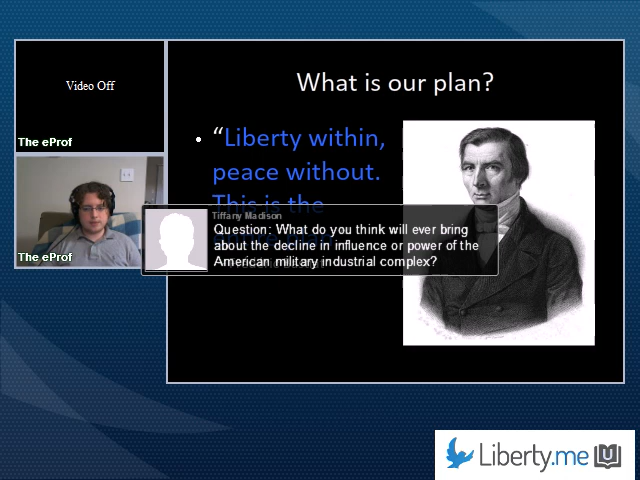 Video Off
The eProf
The eProf
What is our plan?
• “Liberty within,
peace without.
This is the
Tiffany Madison
Question: What do you think will ever bring
about the decline in influence or power of the
American military industrial complex?
Liberty.me U